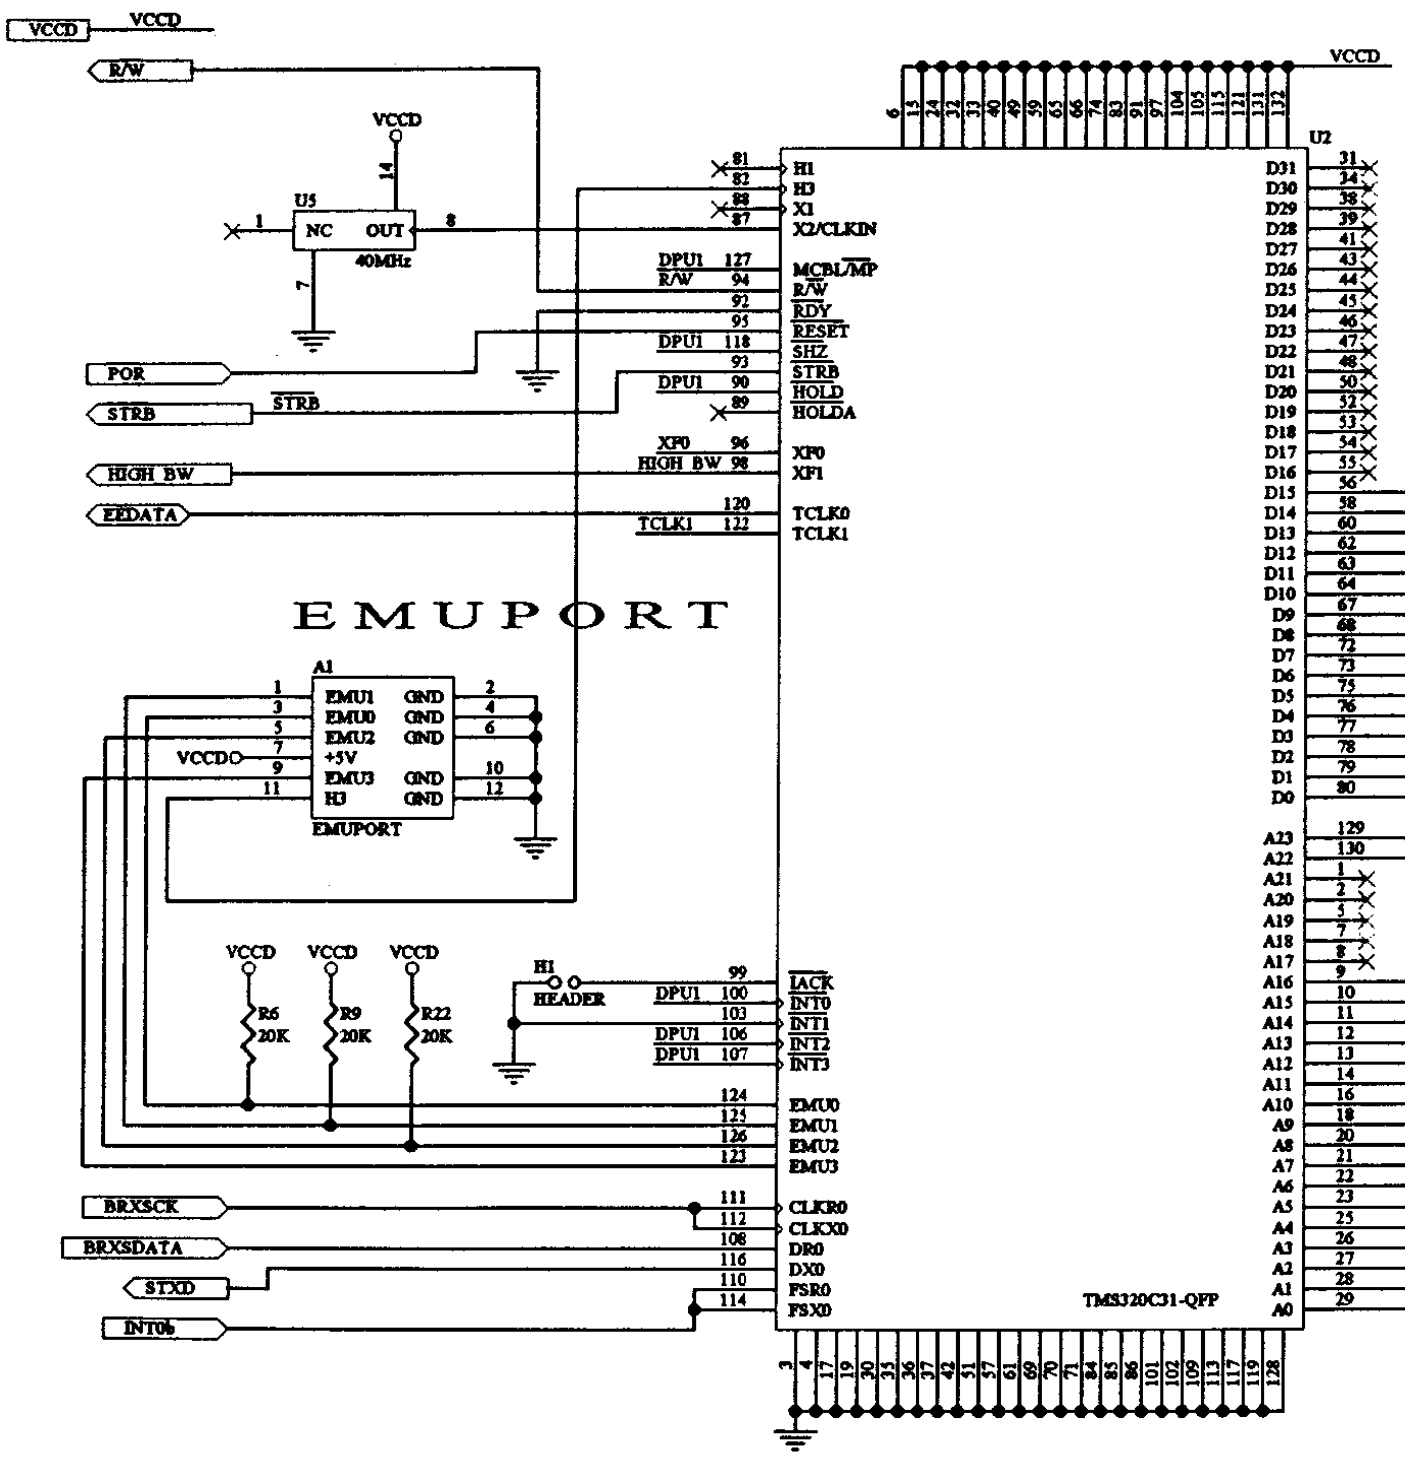 VCCD VCCD
R/W
VCCD
6 15 24 32 33 40 49 59 65 66 74 83 91 97 104 105 115 121 131 132
VCCD
U2
14
U5
1 NC OUT 8
40MHz
7
POR
STRB STRB
HIGH BW
EEDATA
81 H1
82 H3
88 X1
87 X2/CLKIN
DPU1 127 MCBL/MP
R/W 94 R/W
92 RDY
95 RESET
DPU1 118 SHZ
93 STRB
DPU1 90 HOLD
89 HOLDA
XF0 96 XF0
HIGH BW 98 XF1
120 TCLK0
TCLK1 122 TCLK1
D31 31
D30 34
D29 38
D28 39
D27 41
D26 43
D25 44
D24 45
D23 46
D22 47
D21 48
D20 50
D19 52
D18 53
D17 54
D16 55
D15 56
D14 58
D13 60
D12 62
D11 63
D10 64
D9 67
D8 68
D7 72
D6 73
D5 75
D4 76
D3 77
D2 78
D1 79
D0 80
EMUPORT
A1
1 EMU1 GND 2
3 EMU0 GND 4
5 EMU2 GND 6
VCCD 7 +5V
9 EMU3 GND 10
11 H3 GND 12
EMUPORT
A23 129
A22 130
A21 1
A20 2
A19 5
A18 7
A17 8
A16 9
A15 10
A14 11
A13 12
A12 13
A11 14
A10 16
A9 18
A8 20
A7 21
A6 22
A5 23
A4 25
A3 26
A2 27
A1 28
A0 29
VCCD VCCD VCCD
R6 R9 R22
20K 20K 20K
H1
HEADER
99 IACK
DPU1 100 INT0
103 INT1
DPU1 106 INT2
DPU1 107 INT3
124 EMU0
125 EMU1
126 EMU2
123 EMU3
BRXSCK 111 CLKR0
112 CLKX0
BRXSDATA 108 DR0
STXD 116 DX0
110 FSR0
INT0b 114 FSX0
TMS320C31-QFP
3 4 17 19 30 35 36 37 42 51 57 61 69 70 71 84 85 86 101 102 109 113 117 119 128